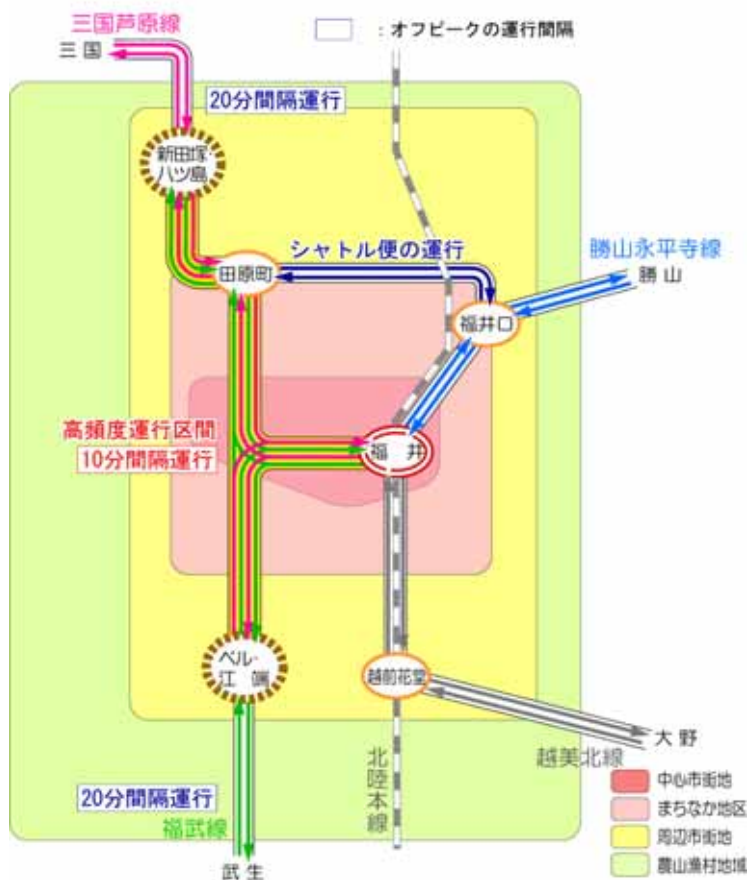 三国芦原線
三国
：オフピークの運行間隔
20分間隔運行
新田塚・
八ツ島
シャトル便の運行
田原町
勝山永平寺線
勝山
福井口
高頻度運行区間
10分間隔運行
福井
ベル・
江端
越前花堂
大野
越美北線
北陸本線
20分間隔運行
福武線
武生
中心市街地
まちなか地区
周辺市街地
農山漁村地域